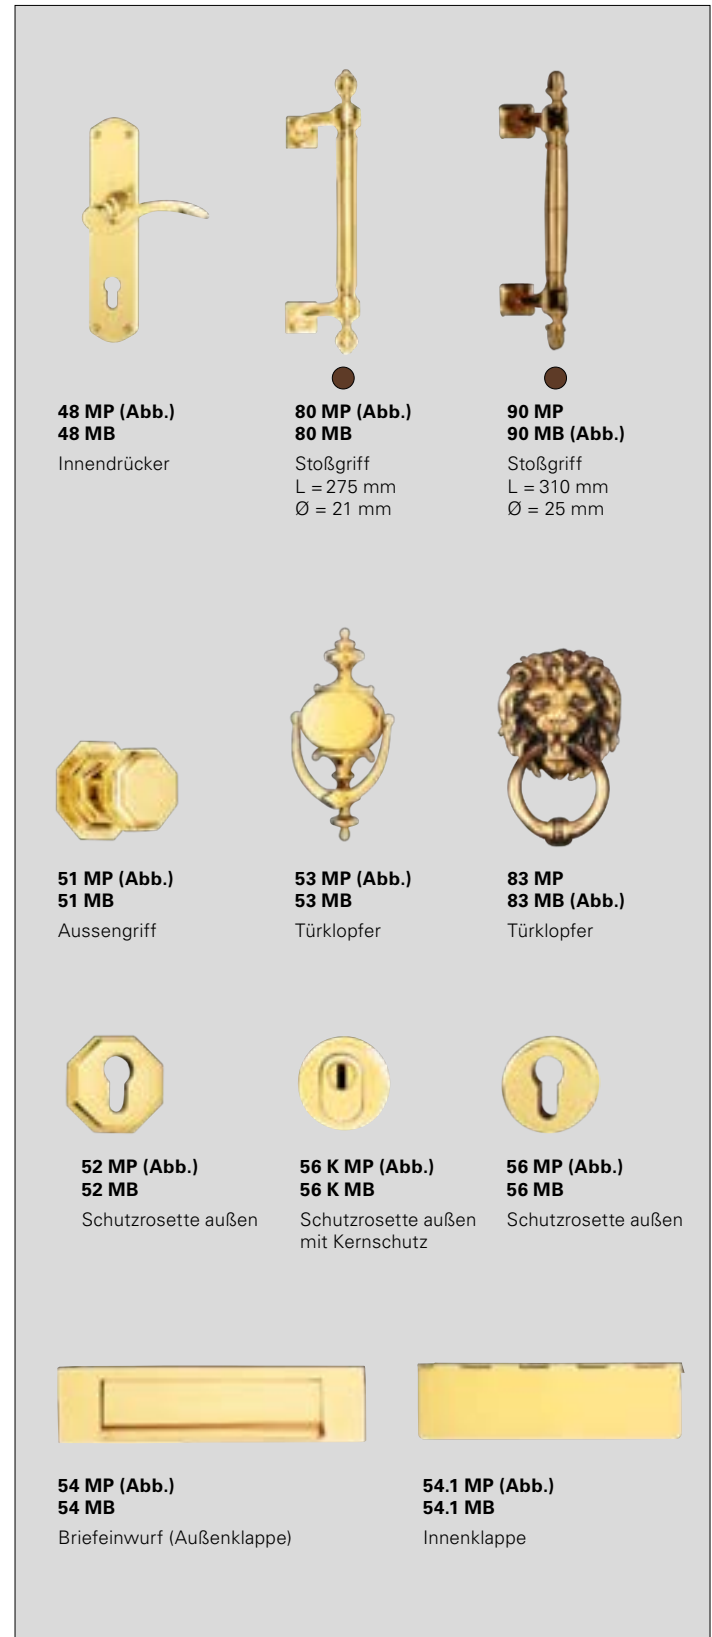 48 MP (Abb.)
48 MB
Innendrücker
80 MP (Abb.)
80 MB
Stoßgriff
L = 275 mm
Ø = 21 mm
90 MP
90 MB (Abb.)
Stoßgriff
L = 310 mm
Ø = 25 mm
51 MP (Abb.)
51 MB
Aussengriff
53 MP (Abb.)
53 MB
Türklopfer
83 MP
83 MB (Abb.)
Türklopfer
52 MP (Abb.)
52 MB
Schutzrosette außen
56 K MP (Abb.)
56 K MB
Schutzrosette außen
mit Kernschutz
56 MP (Abb.)
56 MB
Schutzrosette außen
54 MP (Abb.)
54 MB
Briefeinwurf (Außenklappe)
54.1 MP (Abb.)
54.1 MB
Innenklappe